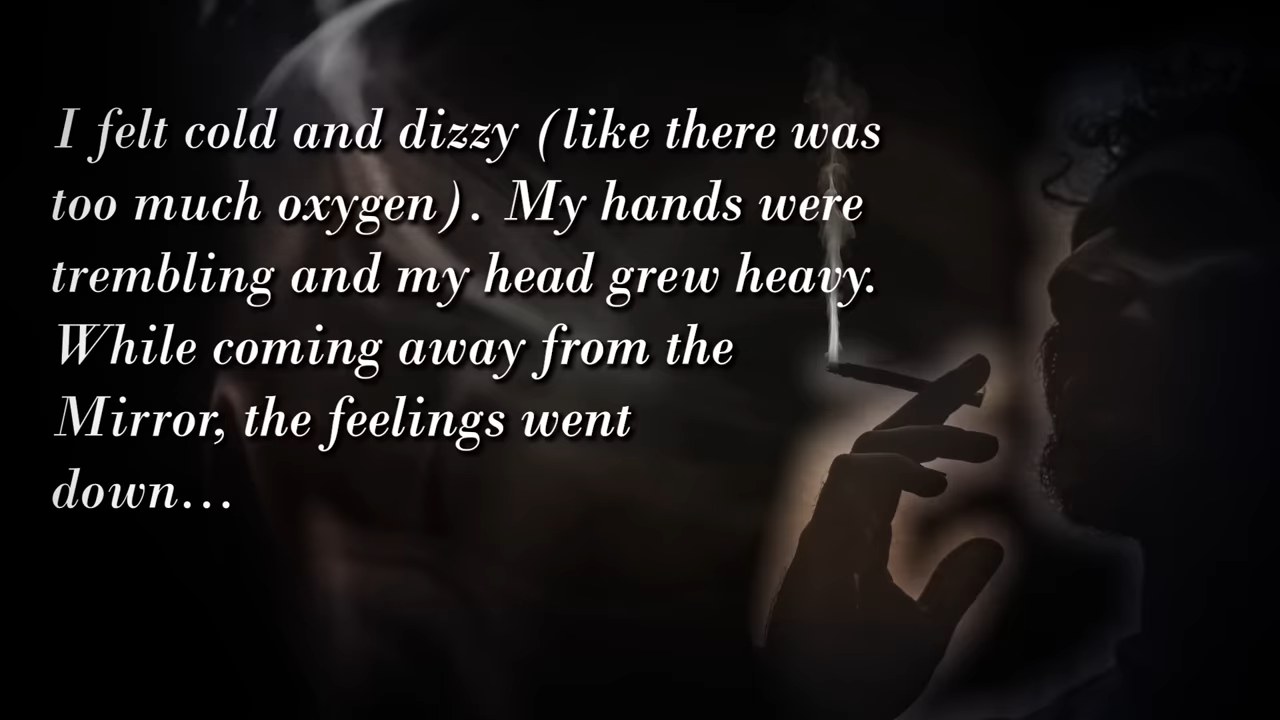 I felt cold and dizzy (like there was
too much oxygen). My hands were
trembling and my head grew heavy.
While coming away from the
Mirror, the feelings went
down...